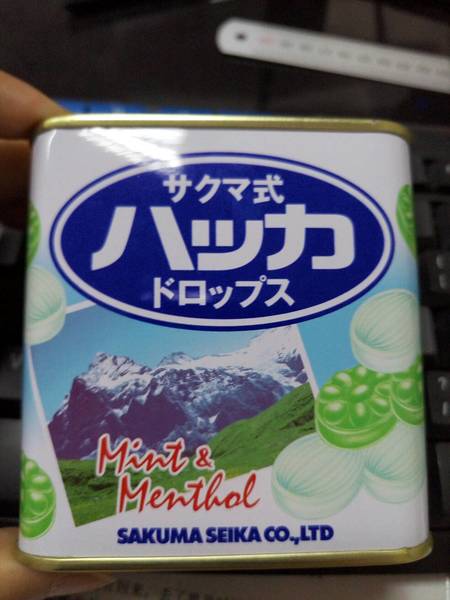 サクマ式
ハッカ
ドロップス
Mint &
Menthol
SAKUMA SEIKA CO.,LTD